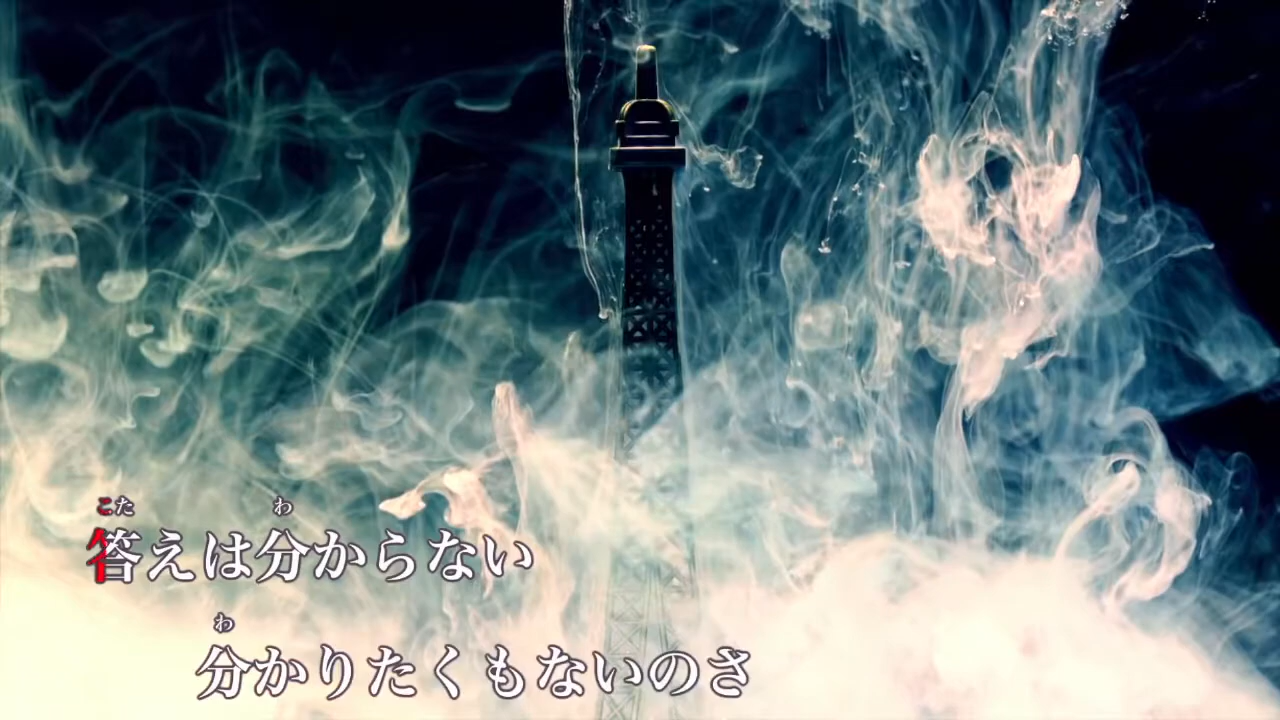 こた わ
答えは分からない
わ
分かりたくもないのさ